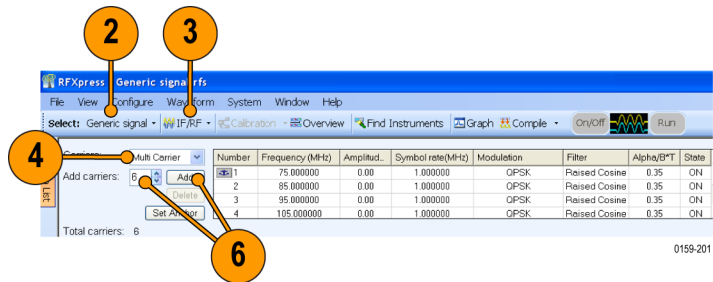 2 3
RFXpress Generic signal.rfs
File View Configure Waveform System Window Help
Select: Generic signal IF/RF Calibration Overview Find Instruments Graph Compile On/Off Run
4
Carriers: Multi Carrier Number Frequency (MHz) Amplitud... Symbol rate(MHz) Modulation Filter Alpha/B*T State
Add carriers: 6 Add 1 75.000000 0.00 1.000000 QPSK Raised Cosine 0.35 ON
List
2 85.000000 0.00 1.000000 QPSK Raised Cosine 0.35 ON
Delete 3 95.000000 0.00 1.000000 QPSK Raised Cosine 0.35 ON
Set Anchor 4 105.000000 0.00 1.000000 QPSK Raised Cosine 0.35 ON
Total carriers: 6
6
0159-201